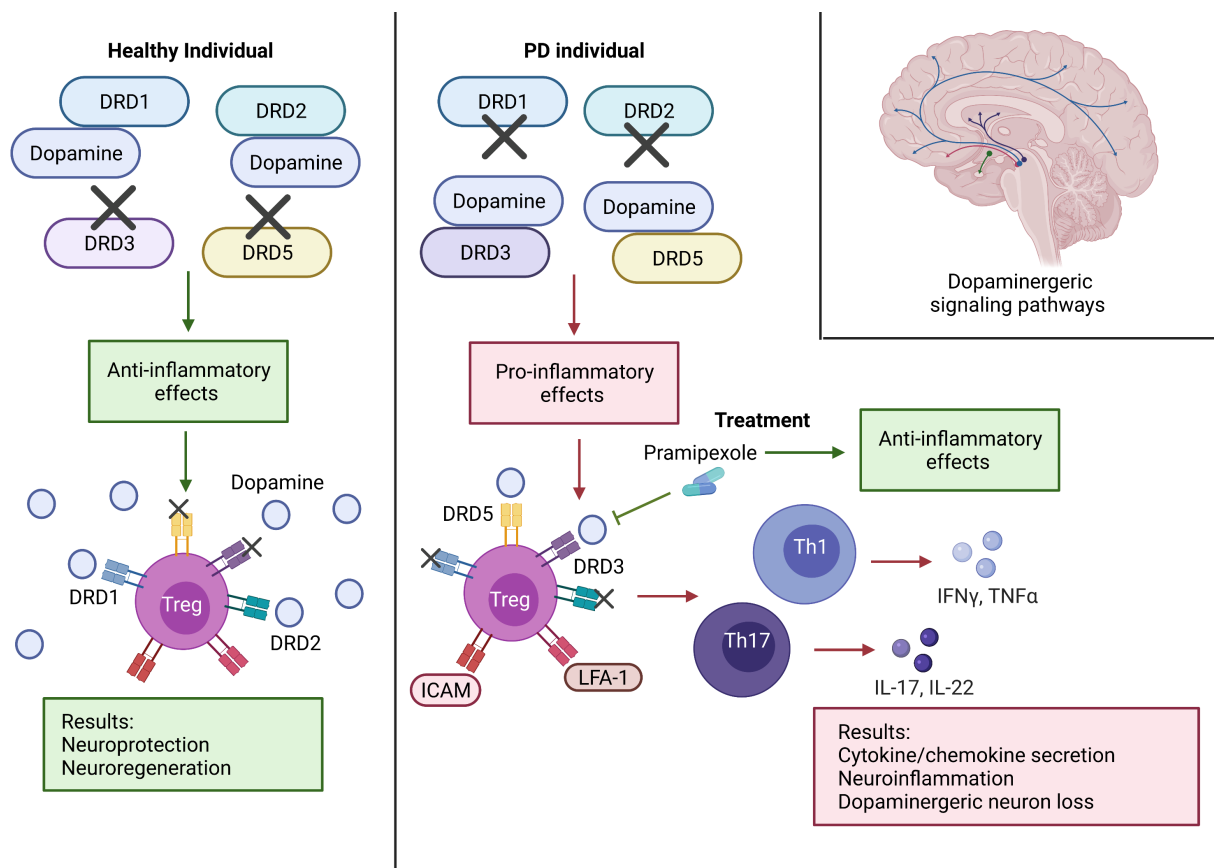 Healthy Individual
DRD1
DRD2
Dopamine
Dopamine
DRD3
DRD5
Anti-inflammatory
effects
Dopamine
DRD1
Treg
DRD2
Results:
Neuroprotection
Neuroregeneration
PD individual
DRD1
DRD2
Dopamine
Dopamine
DRD3
DRD5
Pro-inflammatory
effects
Treatment
Pramipexole
Anti-inflammatory
effects
DRD5
DRD3
Treg
ICAM
LFA-1
Th1
IFNγ, TNFα
Th17
IL-17, IL-22
Results:
Cytokine/chemokine secretion
Neuroinflammation
Dopaminergeric neuron loss
Dopaminergeric
signaling pathways